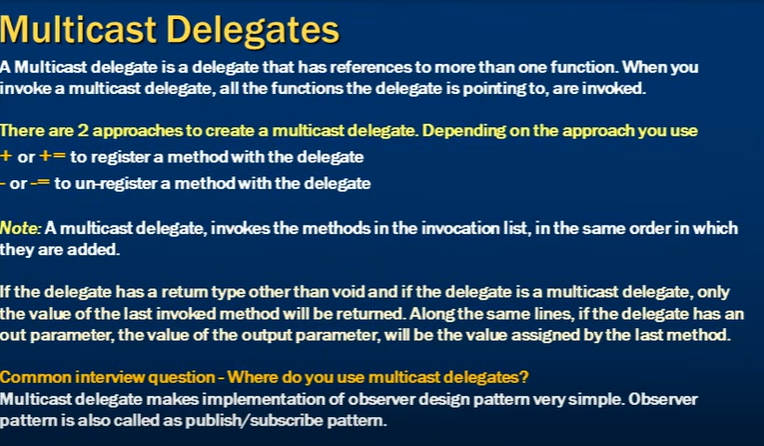 Multicast Delegates
A Multicast delegate is a delegate that has references to more than one function. When you
invoke a multicast delegate, all the functions the delegate is pointing to, are invoked.
There are 2 approaches to create a multicast delegate. Depending on the approach you use
+ or += to register a method with the delegate
- or -= to un-register a method with the delegate
Note: A multicast delegate, invokes the methods in the invocation list, in the same order in which
they are added.
If the delegate has a return type other than void and if the delegate is a multicast delegate, only
the value of the last invoked method will be returned. Along the same lines, if the delegate has an
out parameter, the value of the output parameter, will be the value assigned by the last method.
Common interview question - Where do you use multicast delegates?
Multicast delegate makes implementation of observer design pattern very simple. Observer
pattern is also called as publish/subscribe pattern.